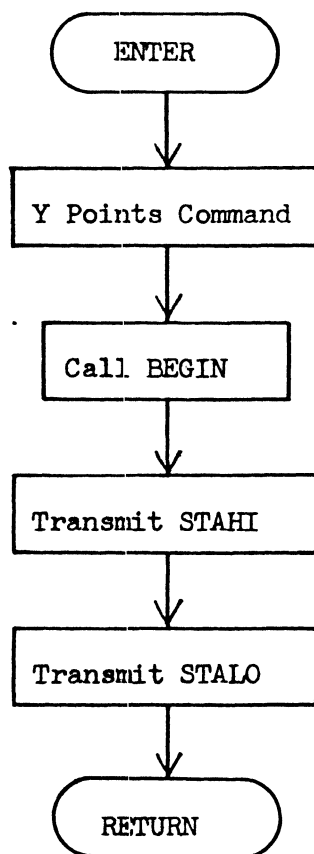 ENTER
Y Points Command
Call BEGIN
Transmit STAHI
Transmit STALO
RETURN